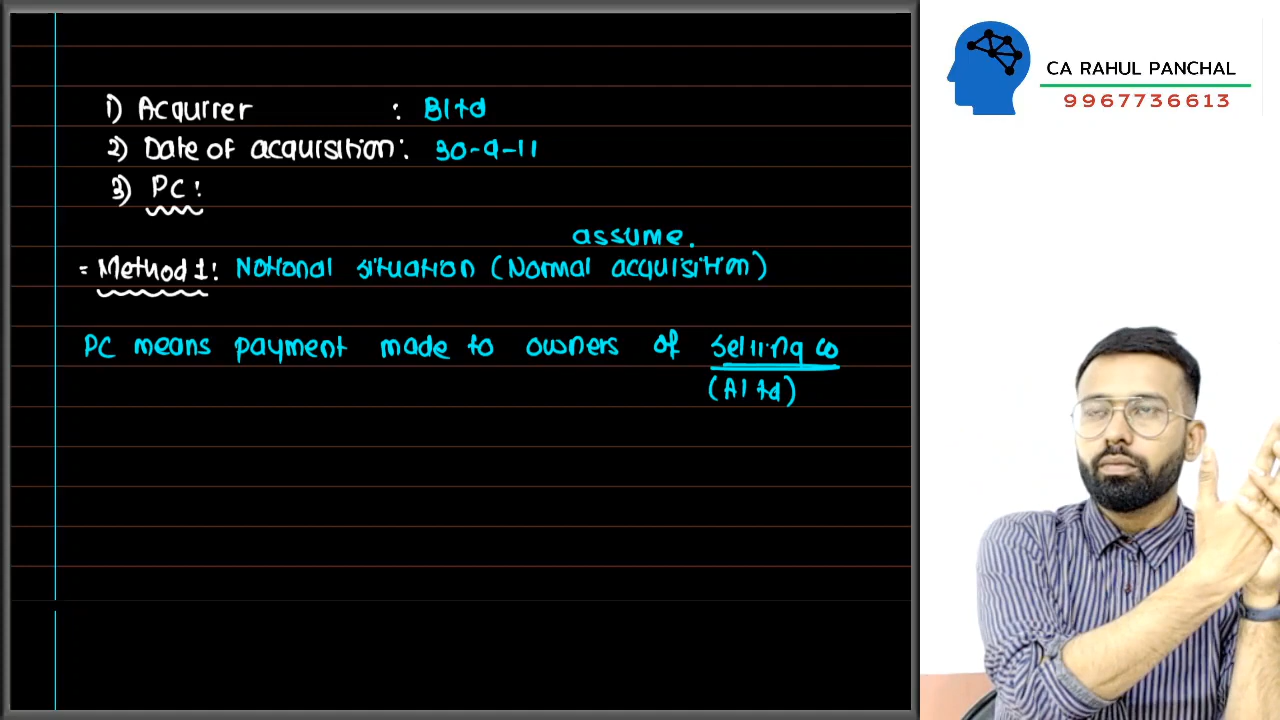 1) Acqurrer : B ltd
2) Date of acquisition: 30-9-11
3) PC:
assume.
= Method 1: Notional situation (Normal acquisition)
PC means payment made to owners of selling co
(A ltd)
CA RAHUL PANCHAL
9967736613